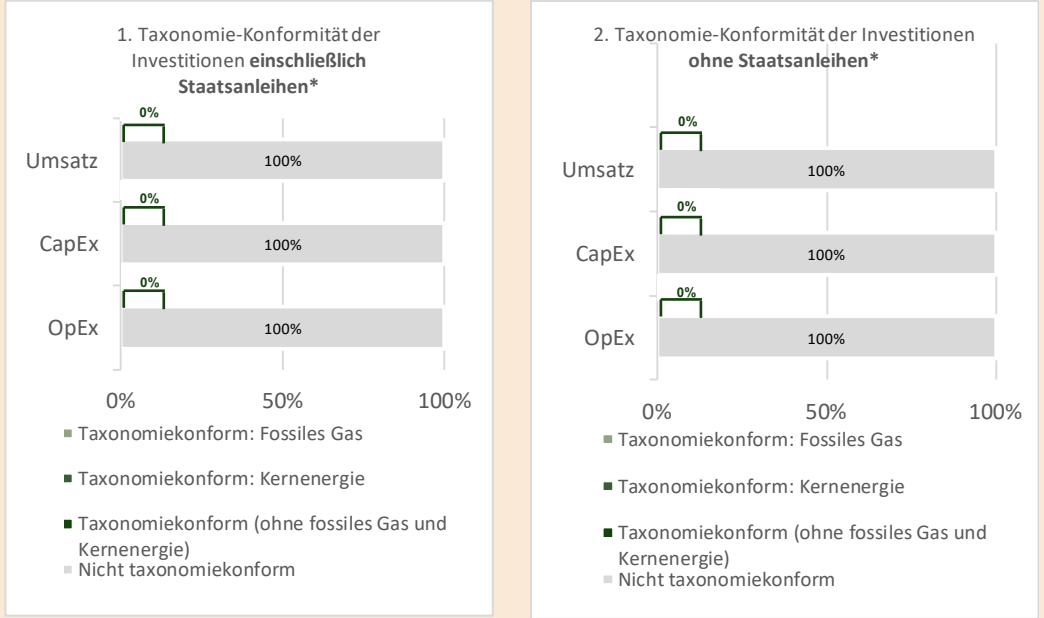 1. Taxonomie-Konformität der
Investitionen einschließlich
Staatsanleihen*
0%
Umsatz
100%
0%
CapEx
100%
0%
OpEx
100%
0%
50%
100%
Taxonomiekonform: Fossiles Gas
Taxonomiekonform: Kernenergie
Taxonomiekonform (ohne fossiles Gas und
Kernenergie)
Nicht taxonomiekonform
2. Taxonomie-Konformität der Investitionen
ohne Staatsanleihen*
0%
Umsatz
100%
0%
CapEx
100%
0%
OpEx
100%
0%
50%
100%
Taxonomiekonform: Fossiles Gas
Taxonomiekonform: Kernenergie
Taxonomiekonform (ohne fossiles Gas und
Kernenergie)
Nicht taxonomiekonform